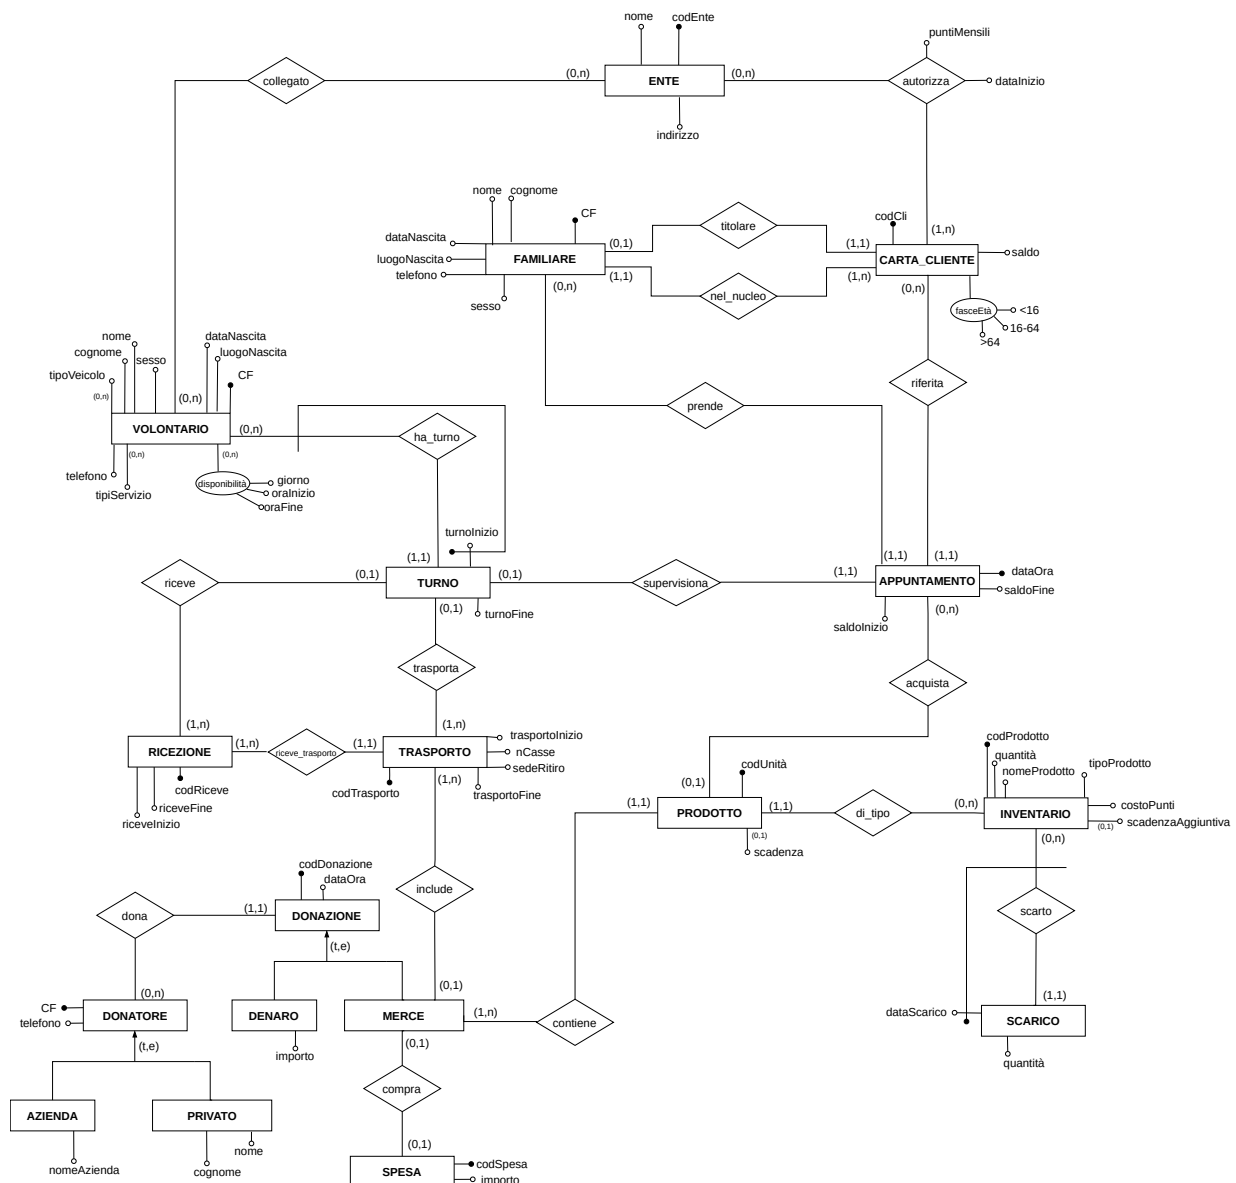 nome
codEnte
puntiMensili
collegato
(0,n)
ENTE
(0,n)
autorizza
dataInizio
indirizzo
nome
cognome
CF
codCli
titolare
(1,n)
dataNascita
(0,1)
(1,1)
saldo
luogoNascita
FAMILIARE
CARTA_CLIENTE
telefono
(1,1)
(1,n)
(0,n)
nel_nucleo
(0,n)
sesso
fasceEtà
<16
16-64
>64
nome
dataNascita
cognome
sesso
luogoNascita
tipoVeicolo
CF
(0,n)
(0,n)
riferita
prende
VOLONTARIO
(0,n)
ha_turno
(0,n)
(0,n)
telefono
tipiServizio
disponibilità
giorno
oraInizio
oraFine
turnoInizio
(1,1)
(1,1)
(1,1)
riceve
(0,1)
TURNO
(0,1)
supervisiona
(1,1)
APPUNTAMENTO
dataOra
saldoFine
(0,1)
turnoFine
(0,n)
saldoInizio
trasporta
acquista
(1,n)
(1,n)
RICEZIONE
(1,n)
riceve_trasporto
(1,1)
TRASPORTO
trasportoInizio
nCasse
sedeRitiro
(1,n)
codTrasporto
trasportoFine
codRiceve
riceveFine
riceveInizio
codProdotto
quantità
nomeProdotto
tipoProdotto
codUnità
(0,1)
(1,1)
PRODOTTO
(1,1)
di_tipo
(0,n)
INVENTARIO
costoPunti
(0,1)
scadenzaAggiuntiva
(0,1)
scadenza
(0,n)
codDonazione
dataOra
include
dona
(1,1)
DONAZIONE
scarto
(t,e)
(0,n)
(0,1)
(1,1)
CF
telefono
DONATORE
DENARO
MERCE
(1,n)
contiene
dataScarico
SCARICO
(t,e)
importo
(0,1)
quantità
compra
AZIENDA
PRIVATO
nome
(0,1)
nomeAzienda
cognome
SPESA
codSpesa
importo